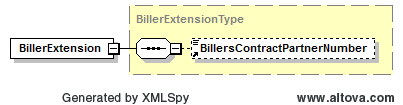 BillerExtensionType
BillerExtension
BillersContractPartnerNumber
Generated by XMLSpy
www.altova.com